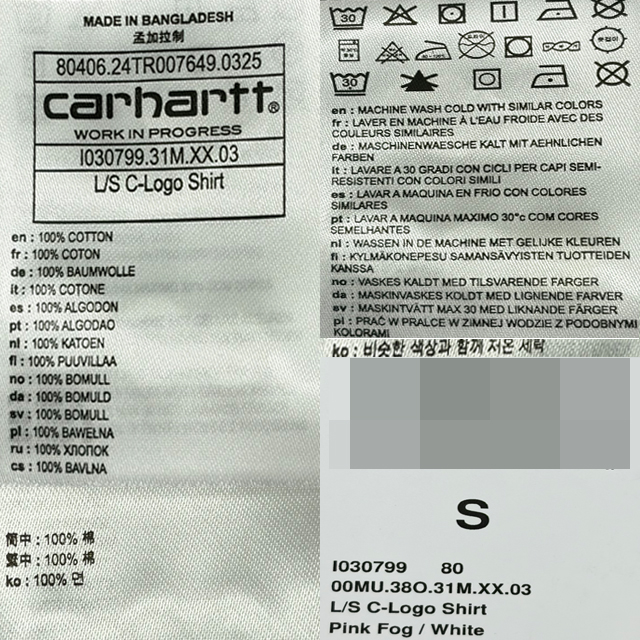 MADE IN BANGLADESH
孟加拉制
80406.24TR007649.0325
carhartt®
WORK IN PROGRESS
I030799.31M.XX.03
L/S C-Logo Shirt
en : 100% COTTON
fr : 100% COTON
de : 100% BAUMWOLLE
it : 100% COTONE
es : 100% ALGODON
pt : 100% ALGODAO
nl : 100% KATOEN
fi : 100% PUUVILLAA
no : 100% BOMULL
da : 100% BOMULD
sv : 100% BOMULL
pl : 100% BAWEŁNA
ru : 100% ХЛОПОК
cs : 100% BAVLNA
简中 : 100% 棉
繁中 : 100% 棉
ko : 100% 면
30
30
en : MACHINE WASH COLD WITH SIMILAR COLORS
fr : LAVER EN MACHINE À L'EAU FROIDE AVEC DES
COULEURS SIMILAIRES
de : MASCHINENWAESCHE KALT MIT AEHNLICHEN
FARBEN
it : LAVARE A 30 GRADI CON CICLI PER CAPI SEMI-
RESISTENTI CON COLORI SIMILI
es : LAVAR A MAQUINA EN FRIO CON COLORES
SIMILARES
pt : LAVAR A MAQUINA MAXIMO 30°c COM CORES
SEMELHANTES
nl : WASSEN IN DE MACHINE MET GELIJKE KLEUREN
fi : KYLMÄKONEPESU SAMANSÄVYISTEN TUOTTEIDEN
KANSSA
no : VASKES KALDT MED TILSVARENDE FARGER
da : MASKINVASKES KOLDT MED LIGNENDE FARVER
sv : MASKINTVÄTT MAX 30 MED LIKNANDE FÄRGER
pl : PRAĆ W PRALCE W ZIMNEJ WODZIE Z PODOBNYMI
KOLORAMI
ko : 비슷한 색상과 함께 저온 세탁
S
I030799 80
00MU.38O.31M.XX.03
L/S C-Logo Shirt
Pink Fog / White